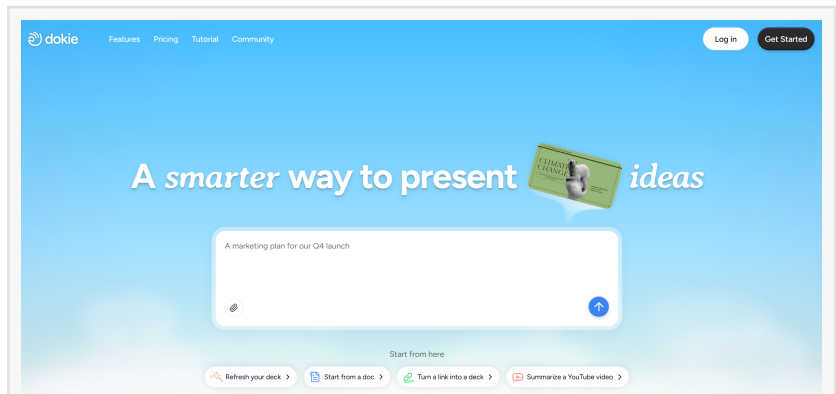 dokie
Features Pricing Tutorial Community
Log in
Get Started
A smarter way to present ideas
CLIMATE
CHANGE
A marketing plan for our Q4 launch
Start from here
Refresh your deck
Start from a doc
Turn a link into a deck
Summarize a YouTube video